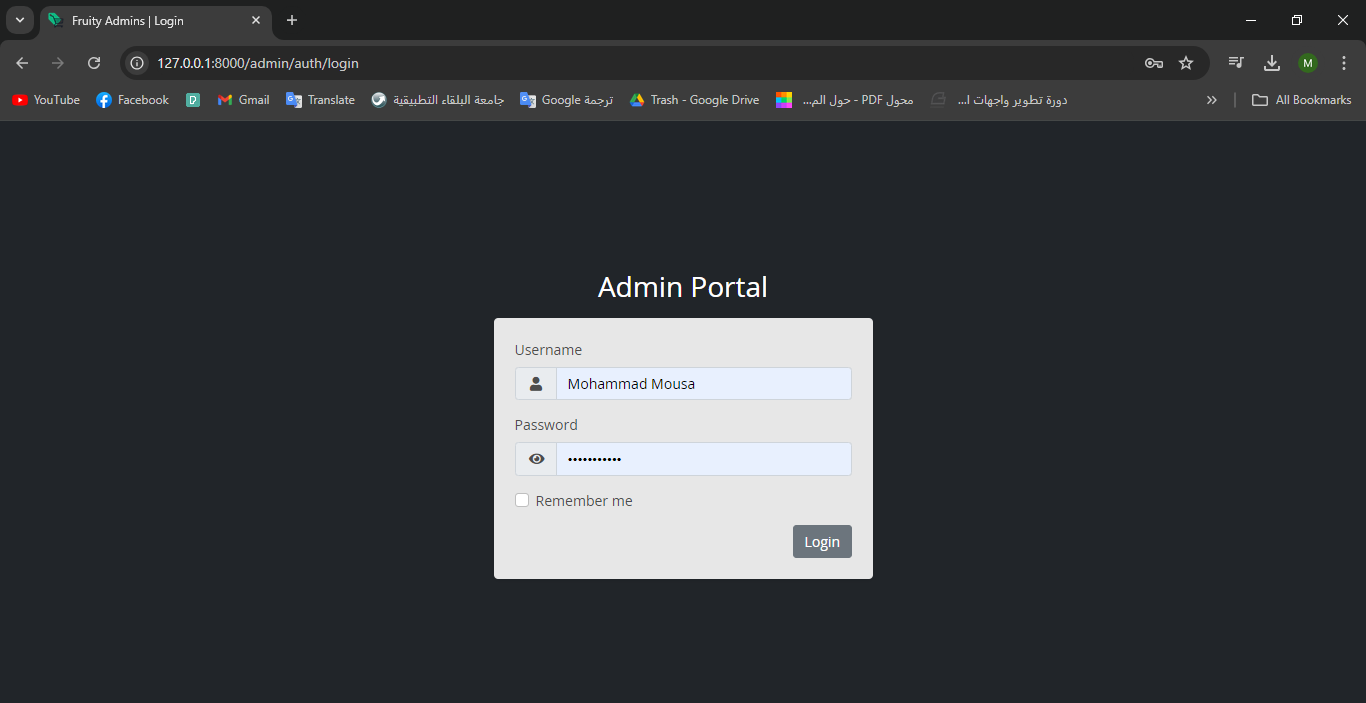 Fruity Admins | Login
127.0.0.1:8000/admin/auth/login
M
YouTube Facebook D Gmail Translate جامعة البلقاء التطبيقية ترجمة Google Trash - Google Drive محول PDF - حول الم... دورة تطوير واجهات ا... All Bookmarks
Admin Portal
Username
Mohammad Mousa
Password
•••••••••••
Remember me
Login